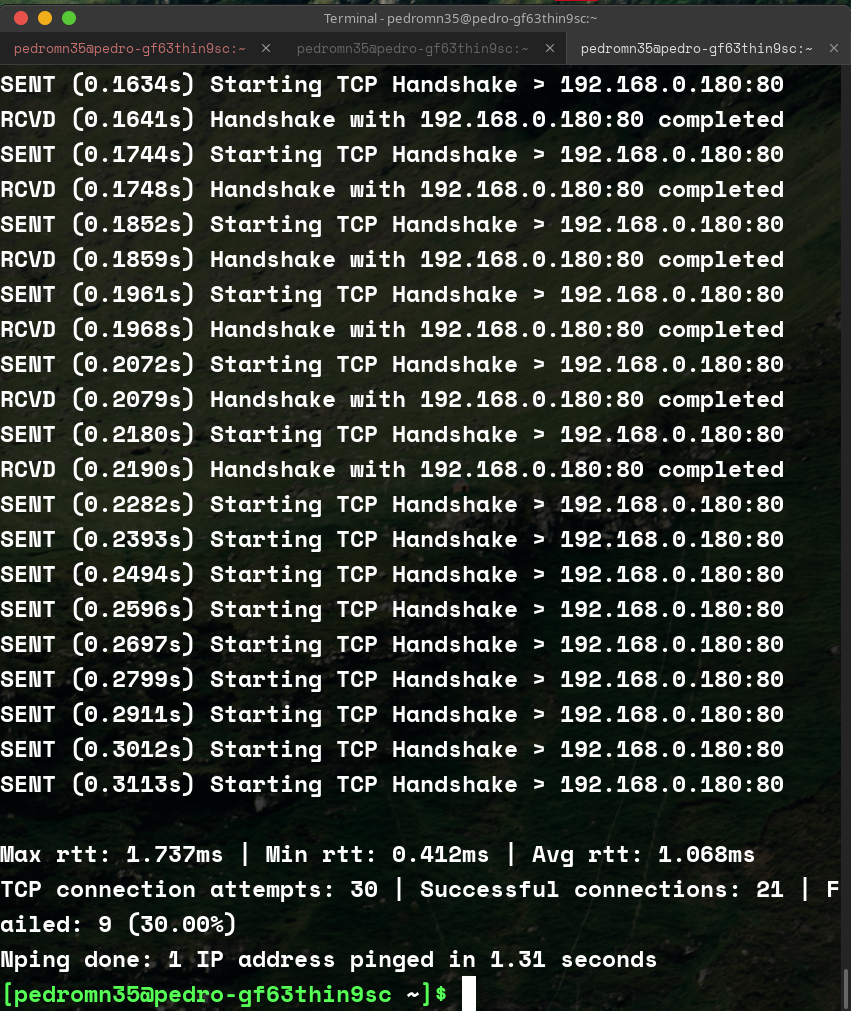 Terminal - pedromn35@pedro-gf63thin9sc:~
pedromn35@pedro-gf63thin9sc:~ × pedromn35@pedro-gf63thin9sc:~ × pedromn35@pedro-gf63thin9sc:~ ×
SENT (0.1634s) Starting TCP Handshake > 192.168.0.180:80
RCVD (0.1641s) Handshake with 192.168.0.180:80 completed
SENT (0.1744s) Starting TCP Handshake > 192.168.0.180:80
RCVD (0.1748s) Handshake with 192.168.0.180:80 completed
SENT (0.1852s) Starting TCP Handshake > 192.168.0.180:80
RCVD (0.1859s) Handshake with 192.168.0.180:80 completed
SENT (0.1961s) Starting TCP Handshake > 192.168.0.180:80
RCVD (0.1968s) Handshake with 192.168.0.180:80 completed
SENT (0.2072s) Starting TCP Handshake > 192.168.0.180:80
RCVD (0.2079s) Handshake with 192.168.0.180:80 completed
SENT (0.2180s) Starting TCP Handshake > 192.168.0.180:80
RCVD (0.2190s) Handshake with 192.168.0.180:80 completed
SENT (0.2282s) Starting TCP Handshake > 192.168.0.180:80
SENT (0.2393s) Starting TCP Handshake > 192.168.0.180:80
SENT (0.2494s) Starting TCP Handshake > 192.168.0.180:80
SENT (0.2596s) Starting TCP Handshake > 192.168.0.180:80
SENT (0.2697s) Starting TCP Handshake > 192.168.0.180:80
SENT (0.2799s) Starting TCP Handshake > 192.168.0.180:80
SENT (0.2911s) Starting TCP Handshake > 192.168.0.180:80
SENT (0.3012s) Starting TCP Handshake > 192.168.0.180:80
SENT (0.3113s) Starting TCP Handshake > 192.168.0.180:80
Max rtt: 1.737ms | Min rtt: 0.412ms | Avg rtt: 1.068ms
TCP connection attempts: 30 | Successful connections: 21 | F
ailed: 9 (30.00%)
Nping done: 1 IP address pinged in 1.31 seconds
[pedromn35@pedro-gf63thin9sc ~]$